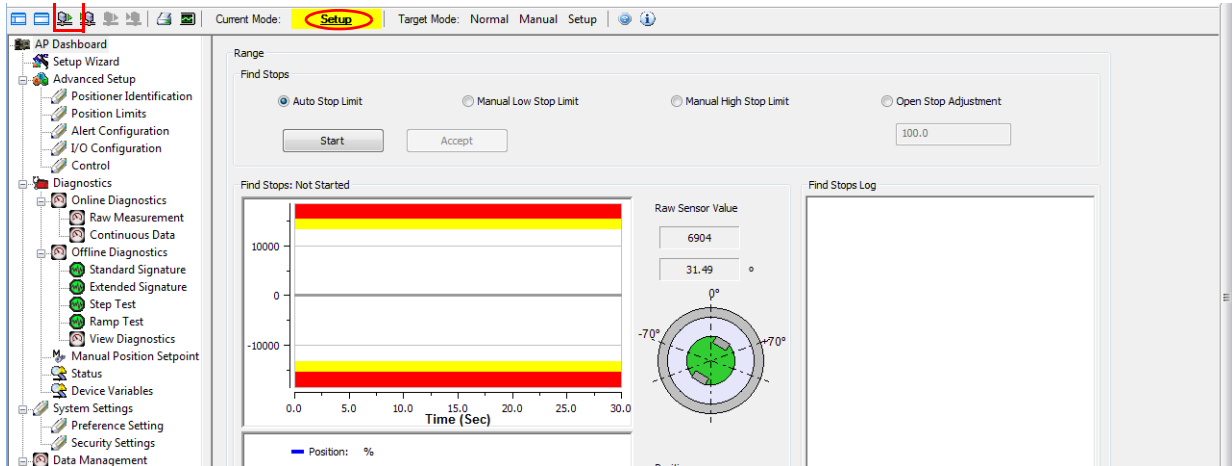 Current Mode: Setup Target Mode: Normal Manual Setup
AP Dashboard
Setup Wizard
Advanced Setup
Positioner Identification
Position Limits
Alert Configuration
I/O Configuration
Control
Diagnostics
Online Diagnostics
Raw Measurement
Continuous Data
Offline Diagnostics
Standard Signature
Extended Signature
Step Test
Ramp Test
View Diagnostics
Manual Position Setpoint
Status
Device Variables
System Settings
Preference Setting
Security Settings
Data Management
Range
Find Stops
Auto Stop Limit Manual Low Stop Limit Manual High Stop Limit Open Stop Adjustment
Start Accept 100.0
Find Stops: Not Started
10000
0
-10000
0.0 5.0 10.0 15.0 20.0 25.0 30.0
Time (Sec)
Position: %
Raw Sensor Value
6904
31.49 °
0°
-70° +70°
Find Stops Log